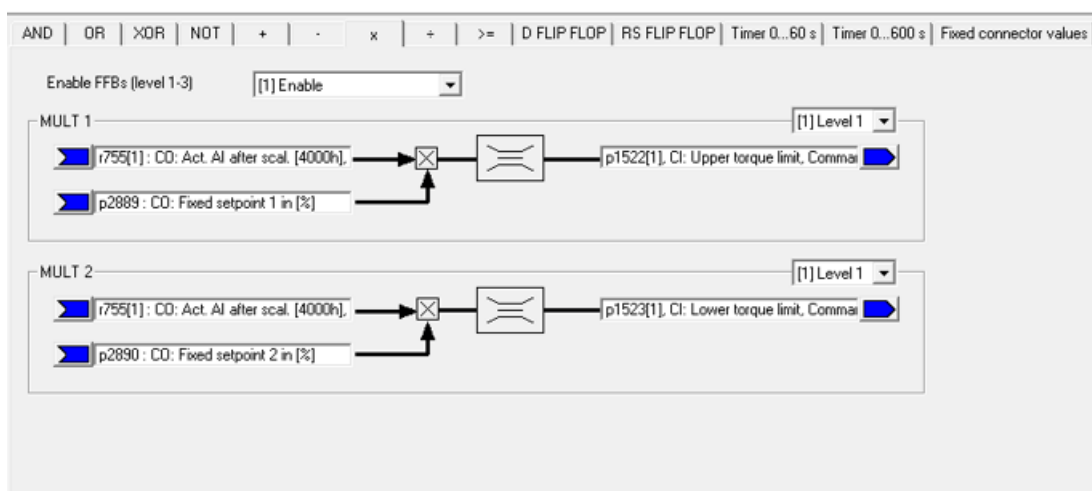 AND OR XOR NOT + - x ÷ >= D FLIP FLOP RS FLIP FLOP Timer 0...60 s Timer 0...600 s Fixed connector values
Enable FFBs (level 1-3) [1] Enable
MULT 1 [1] Level 1
r755[1] : CO: Act. AI after scal. [4000h], p1522[1], CI: Upper torque limit, Comma
p2889 : CO: Fixed setpoint 1 in [%]
MULT 2 [1] Level 1
r755[1] : CO: Act. AI after scal. [4000h], p1523[1], CI: Lower torque limit, Comma
p2890 : CO: Fixed setpoint 2 in [%]